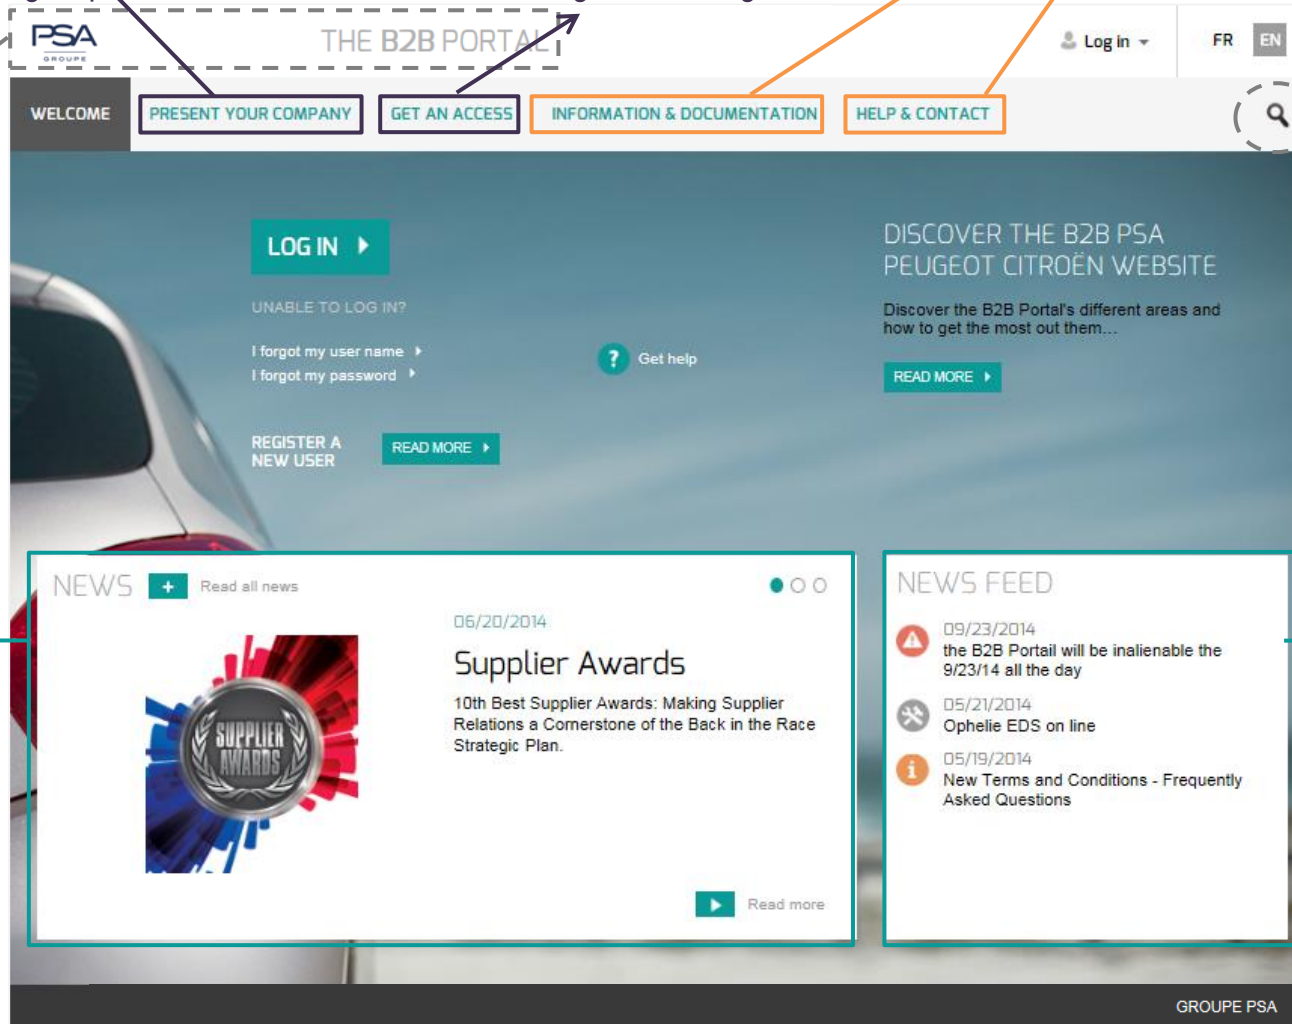 PSA
GROUPE
THE B2B PORTAL
Log in
FR EN
WELCOME PRESENT YOUR COMPANY GET AN ACCESS INFORMATION & DOCUMENTATION HELP & CONTACT
LOG IN
UNABLE TO LOG IN?
I forgot my user name
I forgot my password
? Get help
REGISTER A
NEW USER
READ MORE
DISCOVER THE B2B PSA
PEUGEOT CITROËN WEBSITE
Discover the B2B Portal's different areas and
how to get the most out them...
READ MORE
NEWS + Read all news
SUPPLIER
AWARDS
06/20/2014
Supplier Awards
10th Best Supplier Awards: Making Supplier
Relations a Cornerstone of the Back in the Race
Strategic Plan.
Read more
NEWS FEED
09/23/2014
the B2B Portail will be inalienable the
9/23/14 all the day
05/21/2014
Ophelie EDS on line
05/19/2014
New Terms and Conditions - Frequently
Asked Questions
GROUPE PSA